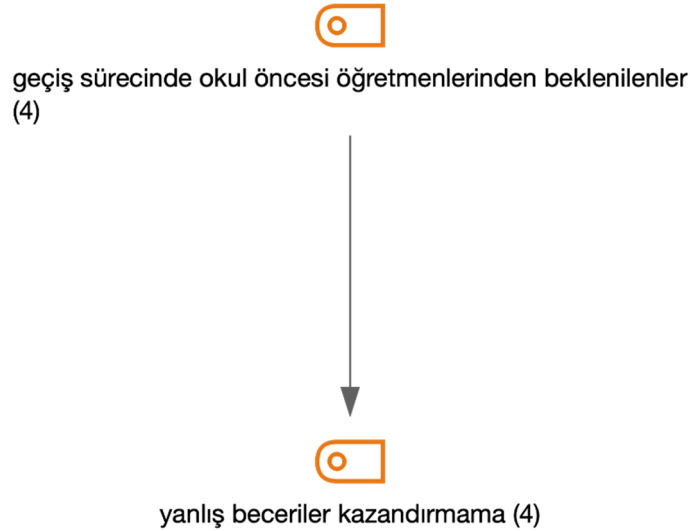 geçiş sürecinde okul öncesi öğretmenlerinden beklenilenler
(4)
yanlış beceriler kazandırmama (4)